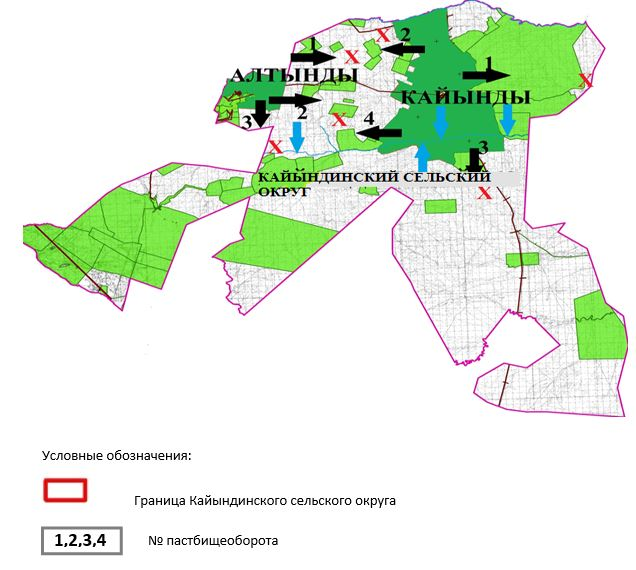 1
X
2
X
1
X
АЛТЫНДЫ
КАЙЫНДЫ
3
2
X
4
X
3
КАЙЫНДИНСКИЙ СЕЛЬСКИЙ
ОКРУГ
X
Условные обозначения:
Граница Кайындинского сельского округа
1,2,3,4 № пастбищеоборота